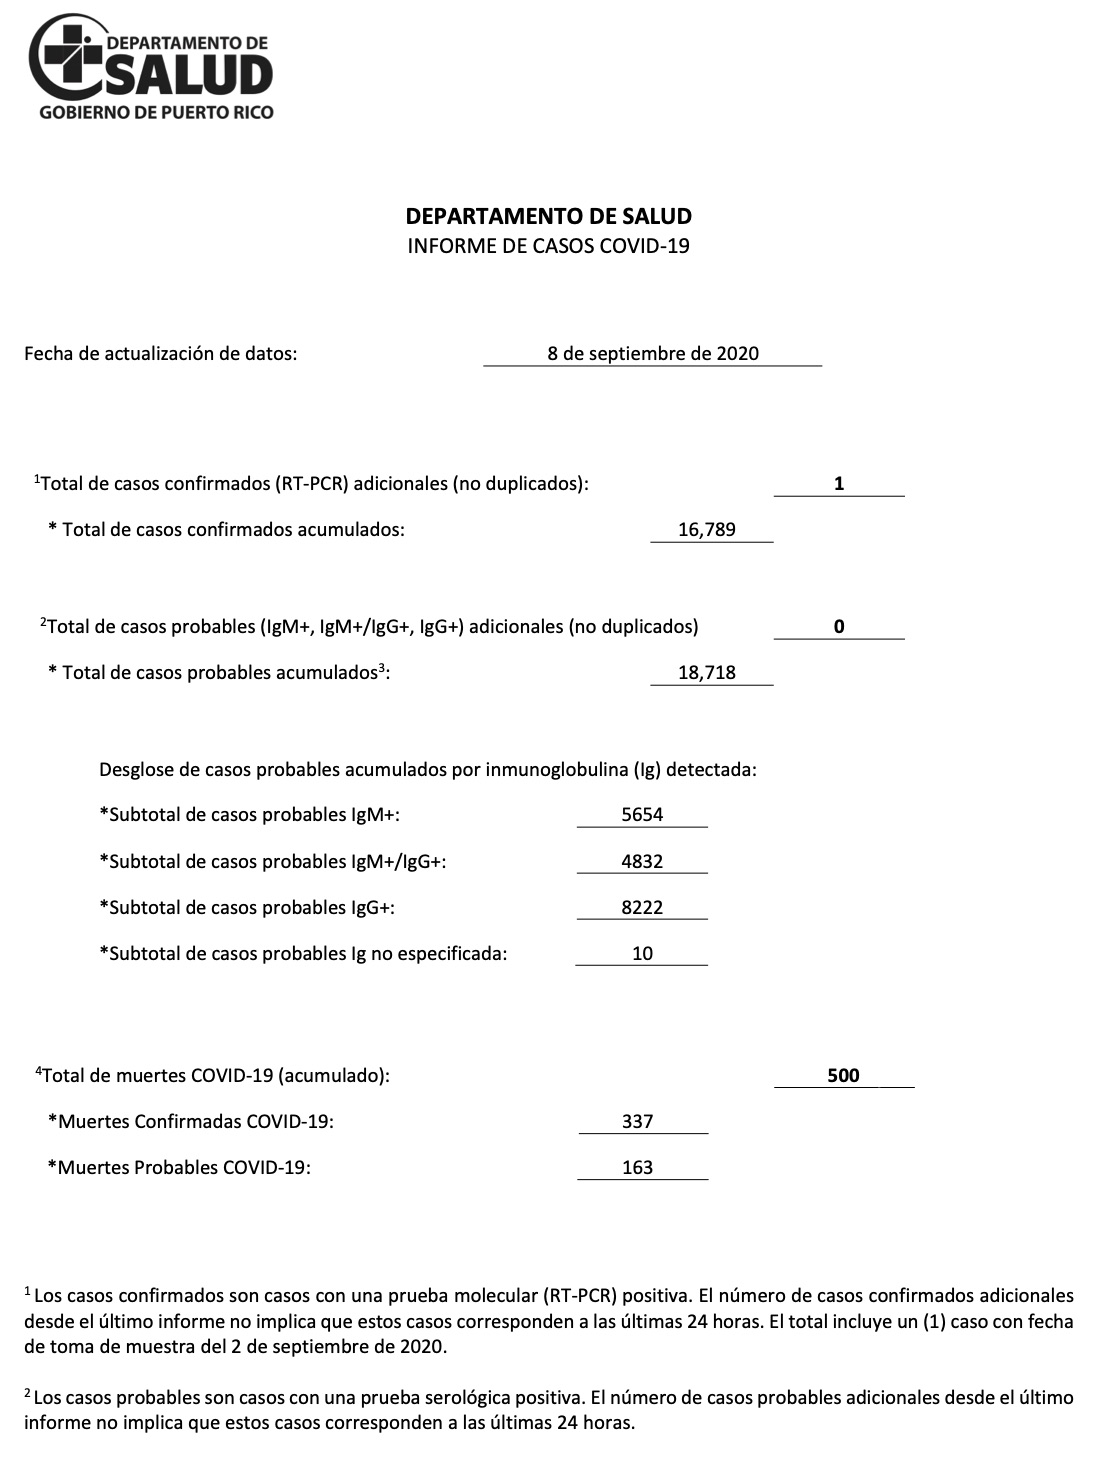 DEPARTAMENTO DE
SALUD
GOBIERNO DE PUERTO RICO
DEPARTAMENTO DE SALUD
INFORME DE CASOS COVID-19
Fecha de actualización de datos: 8 de septiembre de 2020
¹Total de casos confirmados (RT-PCR) adicionales (no duplicados): 1
* Total de casos confirmados acumulados: 16,789
²Total de casos probables (IgM+, IgM+/IgG+, IgG+) adicionales (no duplicados) 0
* Total de casos probables acumulados³: 18,718
Desglose de casos probables acumulados por inmunoglobulina (Ig) detectada:
*Subtotal de casos probables IgM+: 5654
*Subtotal de casos probables IgM+/IgG+: 4832
*Subtotal de casos probables IgG+: 8222
*Subtotal de casos probables Ig no especificada: 10
⁴Total de muertes COVID-19 (acumulado): 500
*Muertes Confirmadas COVID-19: 337
*Muertes Probables COVID-19: 163
¹ Los casos confirmados son casos con una prueba molecular (RT-PCR) positiva. El número de casos confirmados adicionales
desde el último informe no implica que estos casos corresponden a las últimas 24 horas. El total incluye un (1) caso con fecha
de toma de muestra del 2 de septiembre de 2020.
² Los casos probables son casos con una prueba serológica positiva. El número de casos probables adicionales desde el último
informe no implica que estos casos corresponden a las últimas 24 horas.